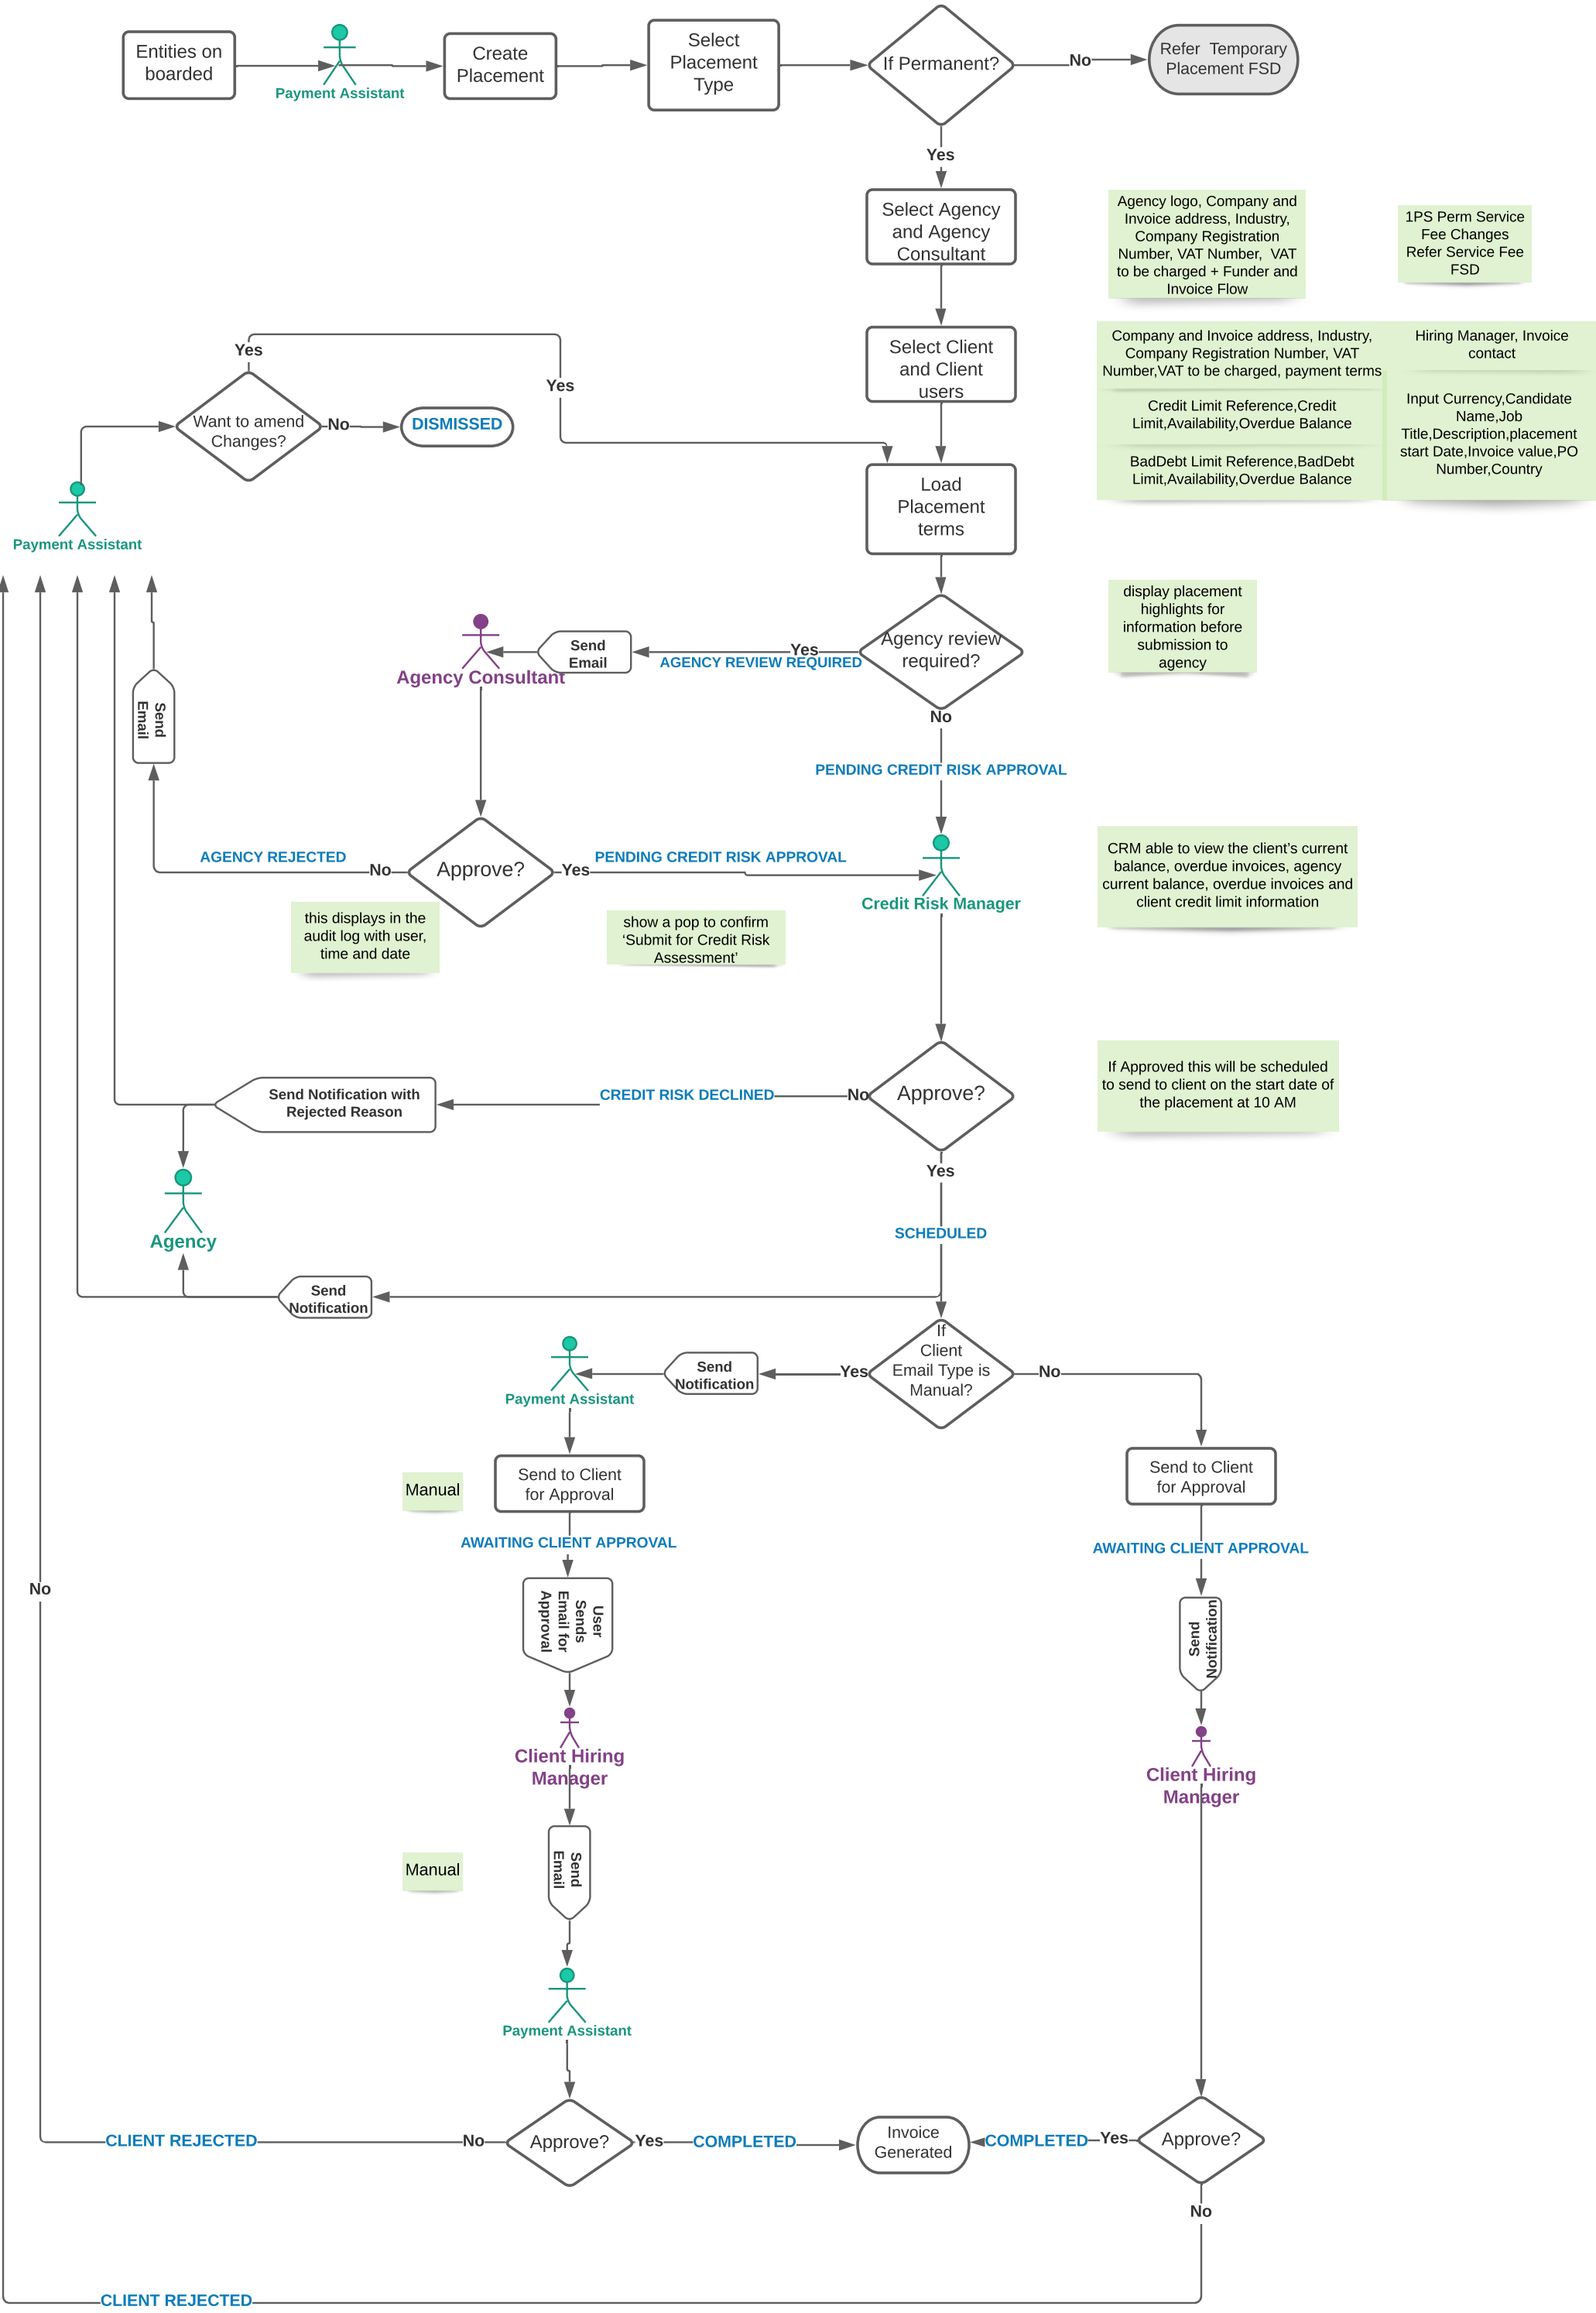 Entities on
boarded
Payment Assistant
Create
Placement
Select
Placement
Type
If Permanent?
No
Refer  Temporary
Placement FSD
Yes
Select Agency
and Agency
Consultant
Agency logo, Company and
Invoice address, Industry,
Company Registration
Number, VAT Number,  VAT
to be charged + Funder and
Invoice Flow
1PS Perm Service
Fee Changes
Refer Service Fee
FSD
Select Client
and Client
users
Company and Invoice address, Industry,
Company Registration Number, VAT
Number,VAT to be charged, payment terms
Hiring Manager, Invoice
contact
Credit Limit Reference,Credit
Limit,Availability,Overdue Balance
BadDebt Limit Reference,BadDebt
Limit,Availability,Overdue Balance
Input Currency,Candidate
Name,Job
Title,Description,placement
start Date,Invoice value,PO
Number,Country
Yes
Yes
Want to amend
Changes?
No
DISMISSED
Payment Assistant
Load
Placement
terms
Agency review
required?
Yes
AGENCY REVIEW REQUIRED
Send
Email
Agency Consultant
display placement
highlights for
information before
submission to
agency
Send
Email
No
PENDING CREDIT RISK APPROVAL
Approve?
No
AGENCY REJECTED
Yes
PENDING CREDIT RISK APPROVAL
Credit Risk Manager
CRM able to view the client’s current
balance, overdue invoices, agency
current balance, overdue invoices and
client credit limit information
this displays in the
audit log with user,
time and date
show a pop to confirm
‘Submit for Credit Risk
Assessment’
Approve?
No
CREDIT RISK DECLINED
Send Notification with
Rejected Reason
If Approved this will be scheduled
to send to client on the start date of
the placement at 10 AM
Yes
Agency
SCHEDULED
Send
Notification
If
Client
Email Type is
Manual?
Yes
Send
Notification
Payment Assistant
No
Manual
Send to Client
for Approval
Send to Client
for Approval
AWAITING CLIENT APPROVAL
AWAITING CLIENT APPROVAL
User
Sends
Email for
Approval
Send
Notification
No
Client Hiring
Manager
Client Hiring
Manager
Manual
Send
Email
Payment Assistant
CLIENT REJECTED
No
Approve?
Yes
COMPLETED
Invoice
Generated
COMPLETED
Yes
Approve?
No
CLIENT REJECTED